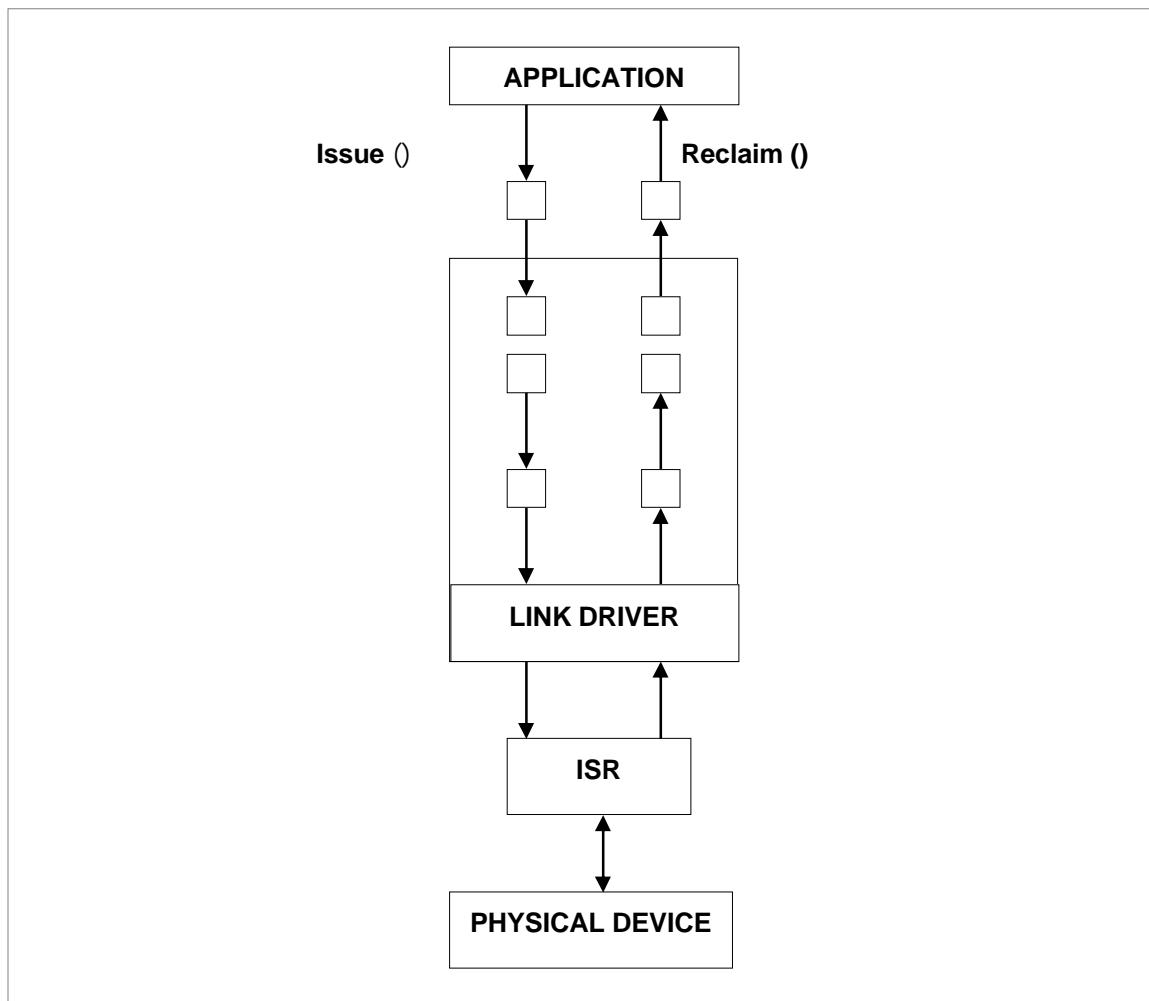 APPLICATION
Issue () Reclaim ()
LINK DRIVER
ISR
PHYSICAL DEVICE